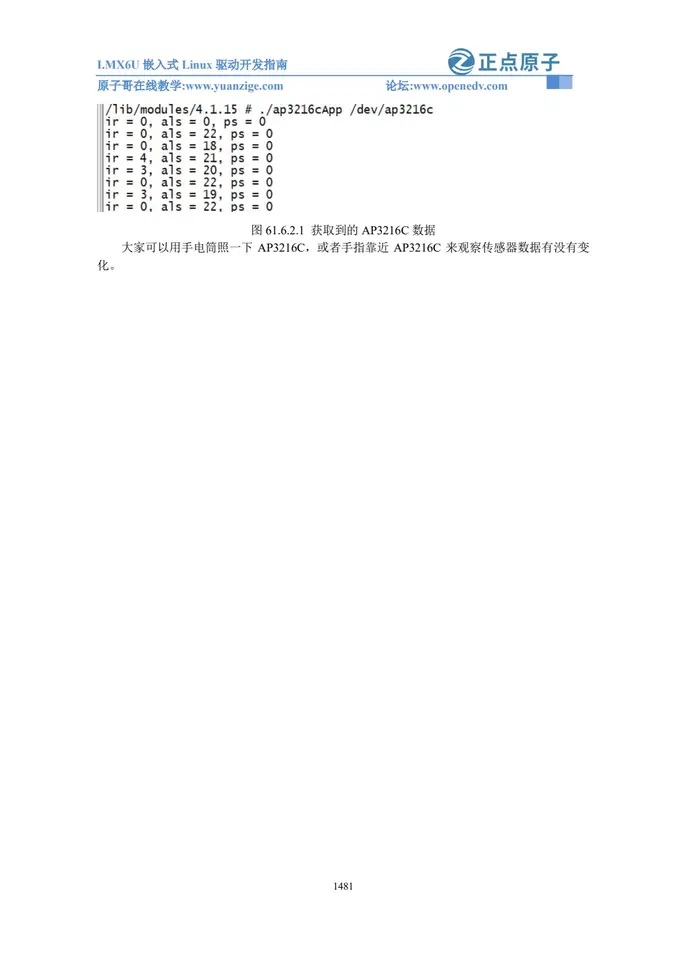 I.MX6U 嵌入式 Linux 驱动开发指南
正点原子
原子哥在线教学:www.yuanzige.com 论坛:www.openedv.com
/lib/modules/4.1.15 # ./ap3216cApp /dev/ap3216c
ir = 0, als = 0, ps = 0
ir = 0, als = 22, ps = 0
ir = 0, als = 18, ps = 0
ir = 4, als = 21, ps = 0
ir = 3, als = 20, ps = 0
ir = 0, als = 22, ps = 0
ir = 3, als = 19, ps = 0
ir = 0, als = 22, ps = 0
图 61.6.2.1 获取到的 AP3216C 数据
大家可以用手电筒照一下 AP3216C，或者手指靠近 AP3216C 来观察传感器数据有没有变
化。
1481